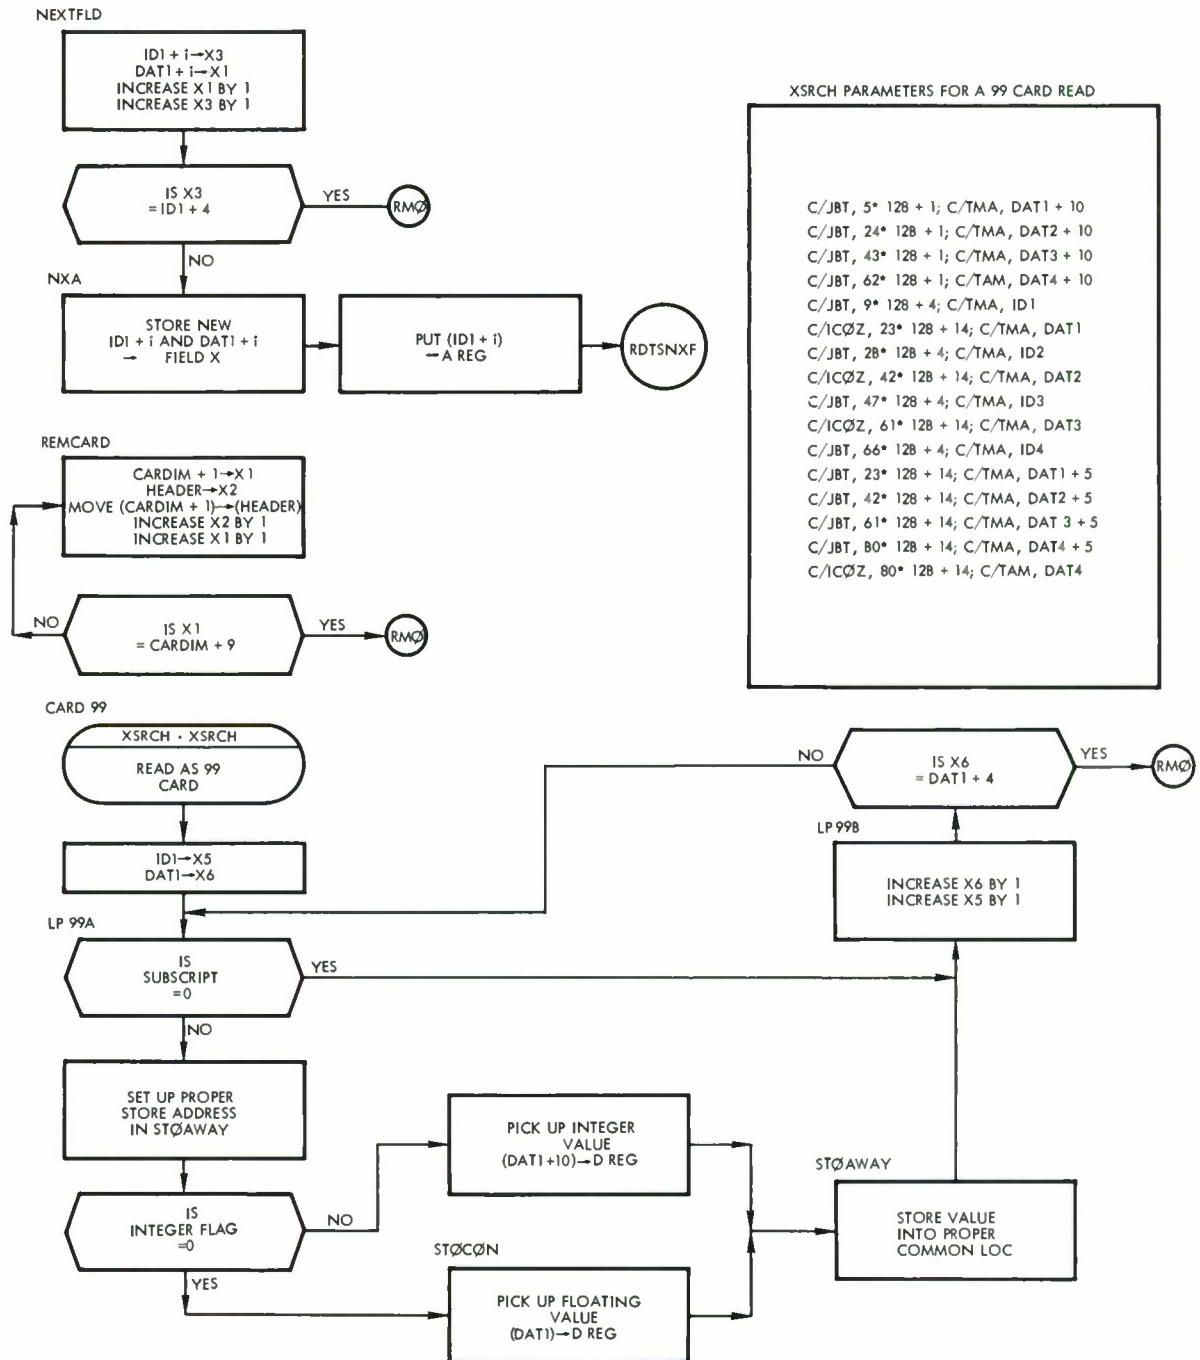 NEXTFLD
ID1 + i→X3
DAT1 + i→X1
INCREASE X1 BY 1
INCREASE X3 BY 1
IS X3
= ID1 + 4
YES
RMØ
NO
NXA
STORE NEW
ID1 + i AND DAT1 + i
→ FIELD X
PUT (ID1 + i)
→ A REG
RDTSNXF
XSRCH PARAMETERS FOR A 99 CARD READ
C/JBT, 5* 128 + 1; C/TMA, DAT1 + 10
C/JBT, 24* 128 + 1; C/TMA, DAT2 + 10
C/JBT, 43* 128 + 1; C/TMA, DAT3 + 10
C/JBT, 62* 128 + 1; C/TAM, DAT4 + 10
C/JBT, 9* 128 + 4; C/TMA, ID1
C/ICØZ, 23* 128 + 14; C/TMA, DAT1
C/JBT, 28* 128 + 4; C/TMA, ID2
C/ICØZ, 42* 128 + 14; C/TMA, DAT2
C/JBT, 47* 128 + 4; C/TMA, ID3
C/ICØZ, 61* 128 + 14; C/TMA, DAT3
C/JBT, 66* 128 + 4; C/TMA, ID4
C/JBT, 23* 128 + 14; C/TMA, DAT1 + 5
C/JBT, 42* 128 + 14; C/TMA, DAT2 + 5
C/JBT, 61* 128 + 14; C/TMA, DAT 3 + 5
C/JBT, 80* 128 + 14; C/TMA, DAT4 + 5
C/ICØZ, 80* 128 + 14; C/TAM, DAT4
REMCARD
CARDIM + 1→X1
HEADER→X2
MOVE (CARDIM + 1)→(HEADER)
INCREASE X2 BY 1
INCREASE X1 BY 1
NO
IS X1
= CARDIM + 9
YES
RMØ
CARD 99
XSRCH · XSRCH
READ AS 99
CARD
ID1→X5
DAT1→X6
NO
IS X6
= DAT1 + 4
YES
RMØ
LP 99B
INCREASE X6 BY 1
INCREASE X5 BY 1
LP 99A
IS
SUBSCRIPT
=0
YES
NO
SET UP PROPER
STORE ADDRESS
IN STØAWAY
IS
INTEGER FLAG
=0
NO
YES
PICK UP INTEGER
VALUE
(DAT1+10)→D REG
STØCØN
PICK UP FLOATING
VALUE
(DAT1)→D REG
STØAWAY
STORE VALUE
INTO PROPER
COMMON LOC